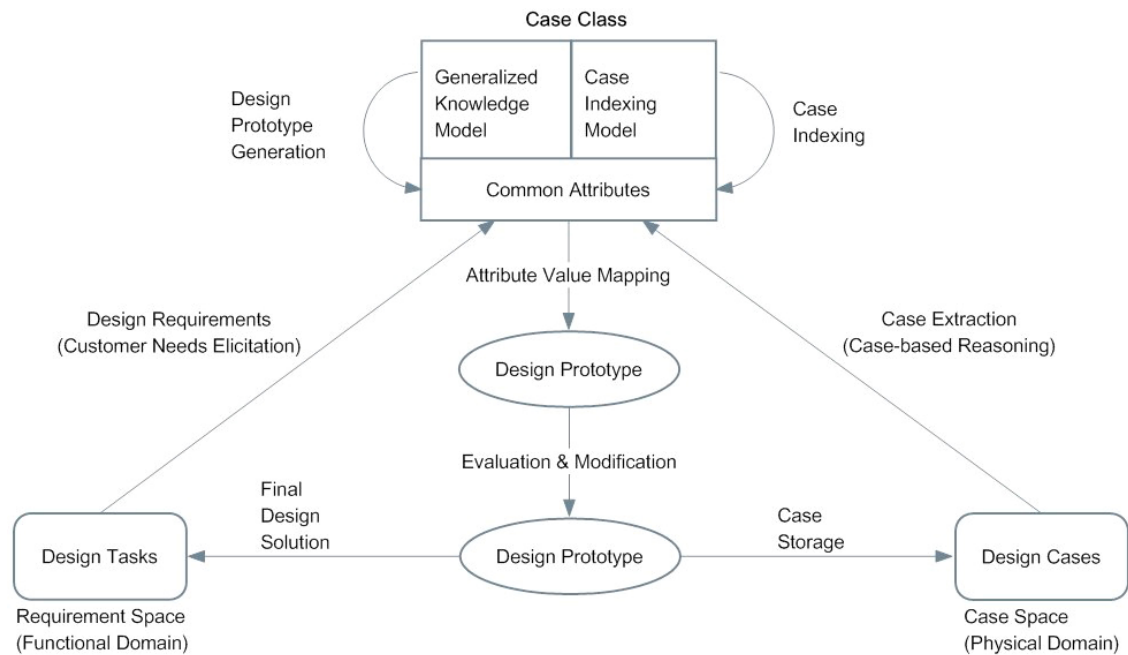 Case Class
Generalized
Knowledge
Model
Case
Indexing
Model
Design
Prototype
Generation
Case
Indexing
Common Attributes
Attribute Value Mapping
Design Requirements
(Customer Needs Elicitation)
Case Extraction
(Case-based Reasoning)
Design Prototype
Evaluation & Modification
Final
Design
Solution
Case
Storage
Design Tasks
Design Prototype
Design Cases
Requirement Space
(Functional Domain)
Case Space
(Physical Domain)